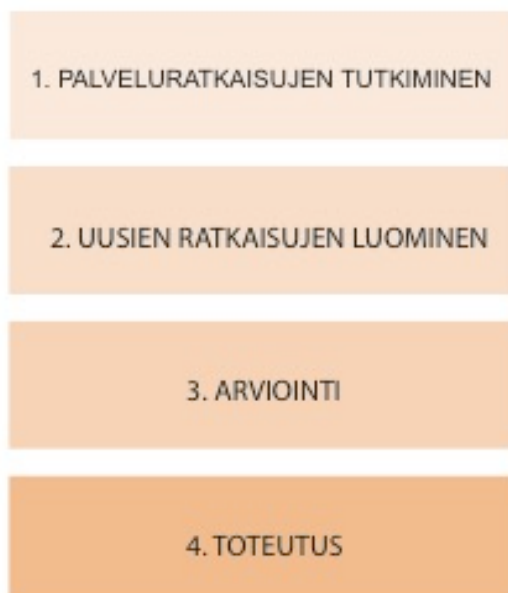 1. PALVELURATKAISUJEN TUTKIMINEN
2. UUSIEN RATKAISUJEN LUOMINEN
3. ARVIOINTI
4. TOTEUTUS